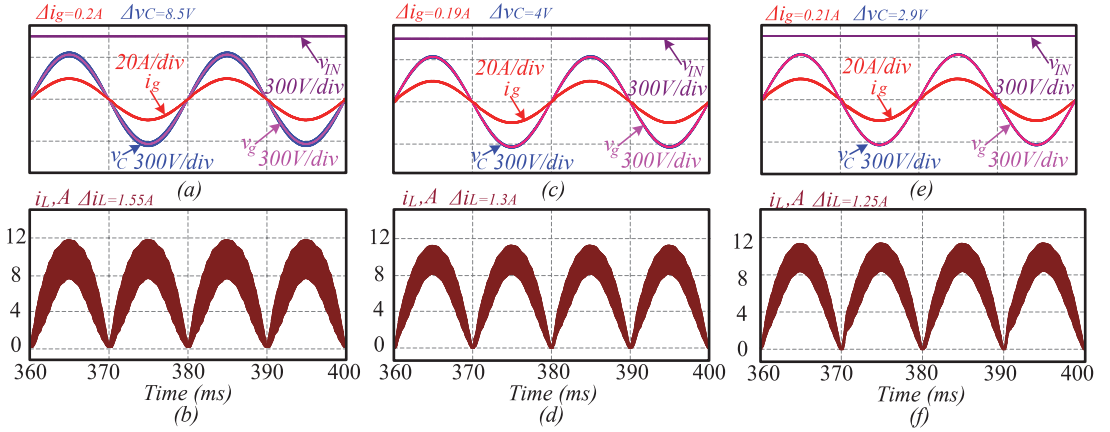 Δig=0.2A ΔvC=8.5V
20A/div
ig
vIN
300V/div
vg
vC 300V/div
300V/div
(a)
Δig=0.19A ΔvC=4V
20A/div
ig
vIN
300V/div
vg
vC 300V/div
300V/div
(c)
Δig=0.21A ΔvC=2.9V
20A/div
ig
vIN
300V/div
vg
vC 300V/div
300V/div
(e)
iL,A ΔiL=1.55A
12
8
4
0
360 370 380 390 400
Time (ms)
(b)
iL,A ΔiL=1.3A
12
8
4
0
360 370 380 390 400
Time (ms)
(d)
iL,A ΔiL=1.25A
12
8
4
0
360 370 380 390 400
Time (ms)
(f)